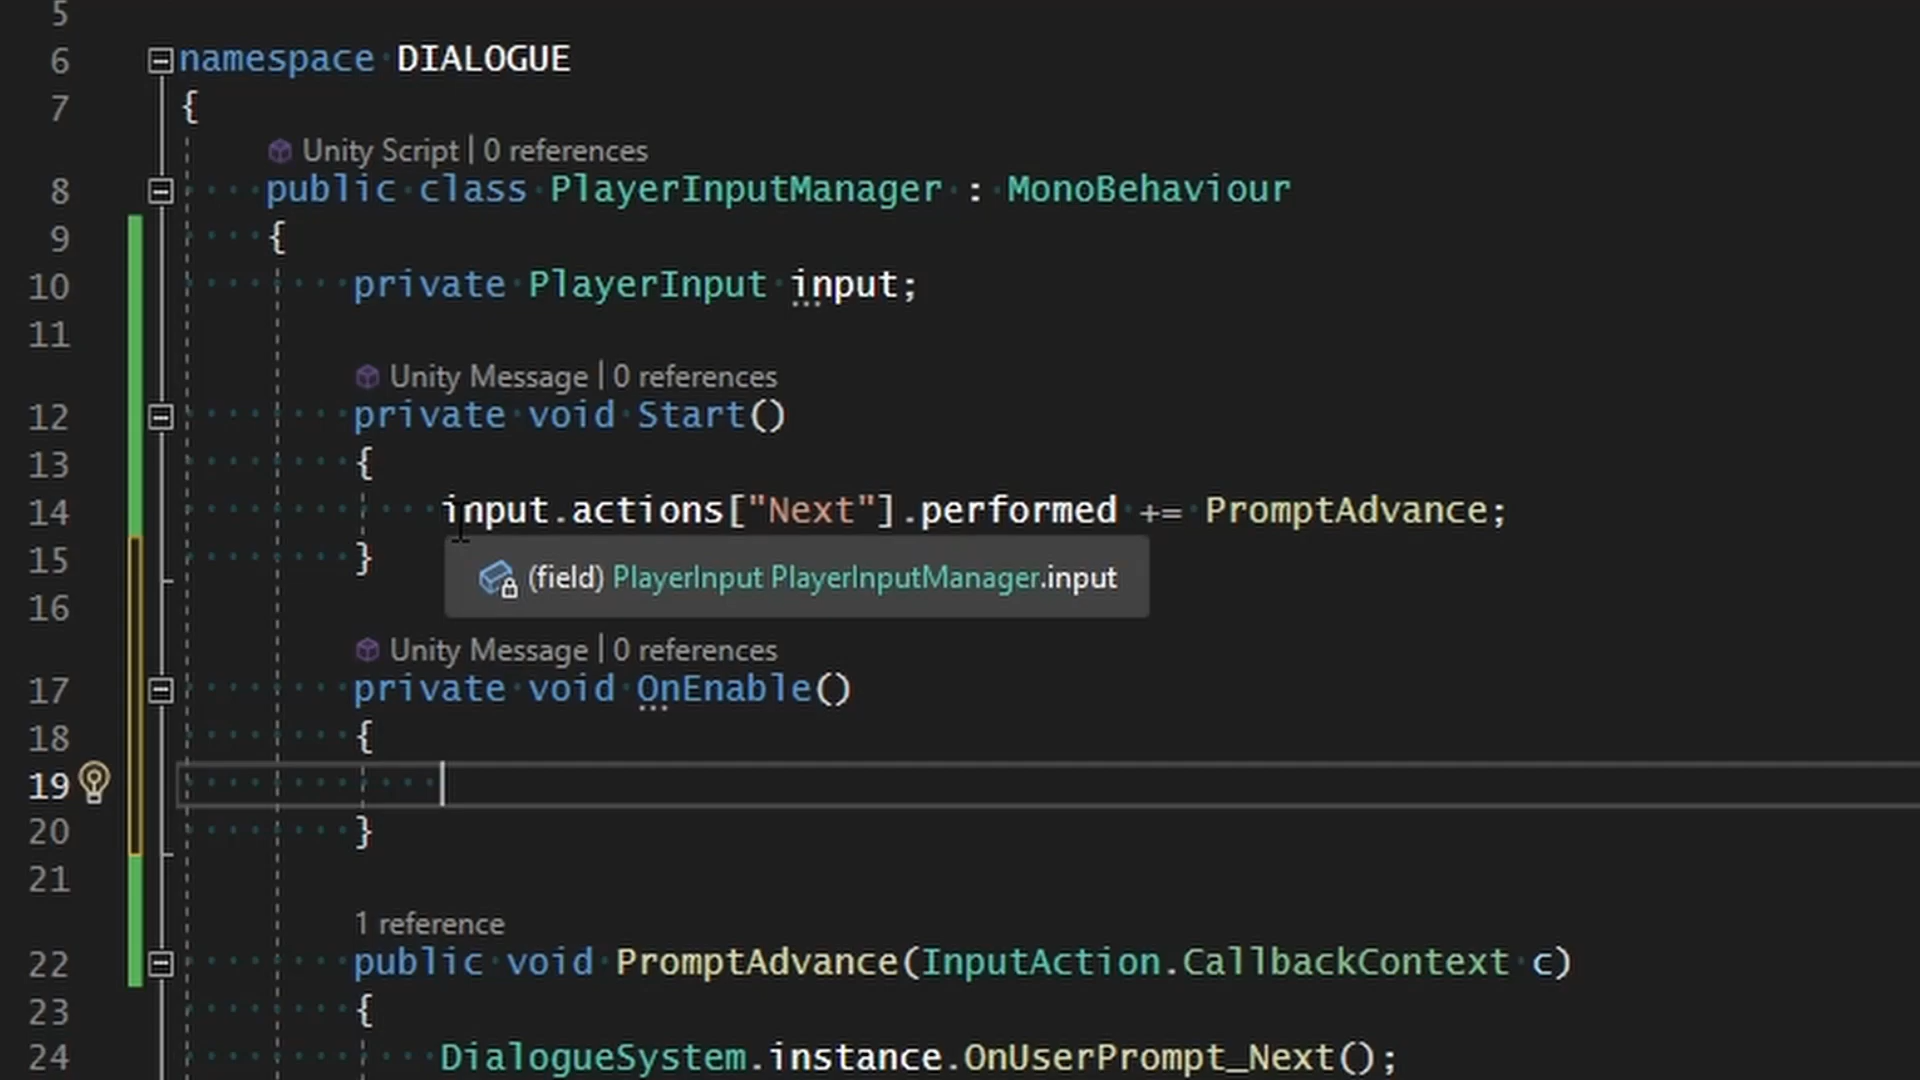 5
6 namespace DIALOGUE
7 {
Unity Script | 0 references
8 public class PlayerInputManager : MonoBehaviour
9 {
10 private PlayerInput input;
11
Unity Message | 0 references
12 private void Start()
13 {
14 input.actions["Next"].performed += PromptAdvance;
15 }
(field) PlayerInput PlayerInputManager.input
16
Unity Message | 0 references
17 private void OnEnable()
18 {
19
20 }
21
1 reference
22 public void PromptAdvance(InputAction.CallbackContext c)
23 {
24 DialogueSystem.instance.OnUserPrompt_Next();